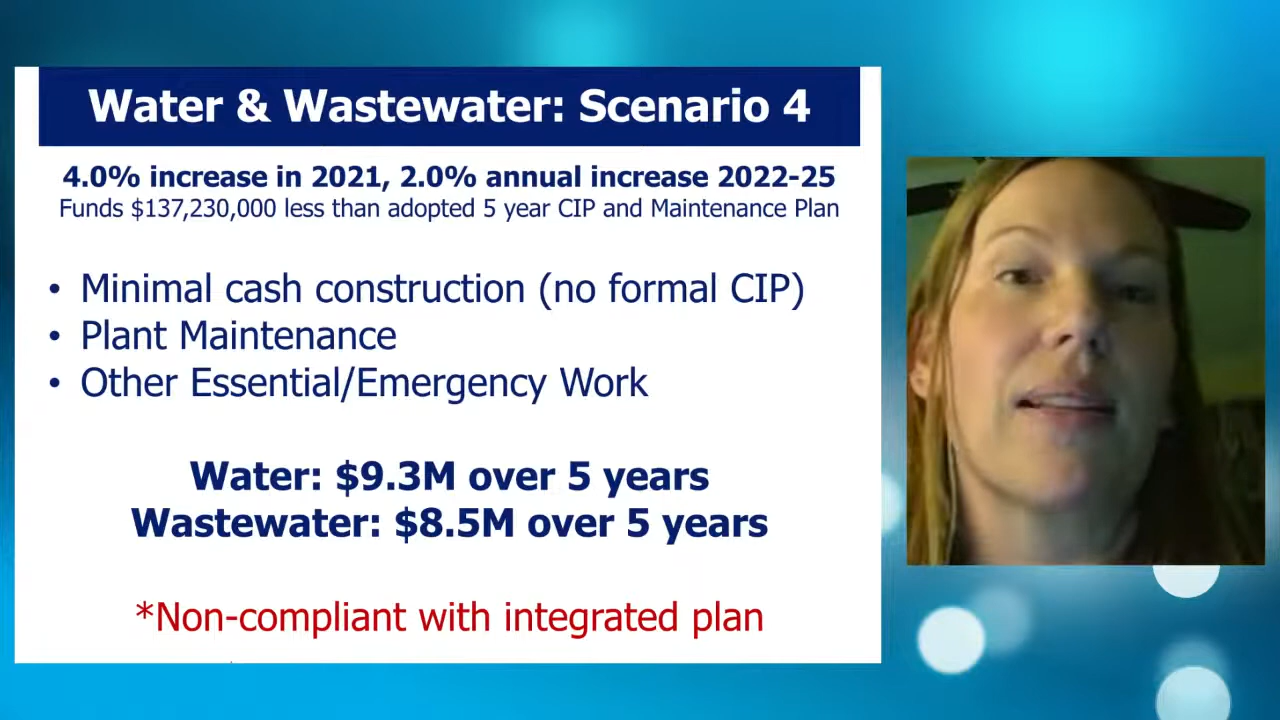 Water & Wastewater: Scenario 4
4.0% increase in 2021, 2.0% annual increase 2022-25
Funds $137,230,000 less than adopted 5 year CIP and Maintenance Plan
• Minimal cash construction (no formal CIP)
• Plant Maintenance
• Other Essential/Emergency Work
Water: $9.3M over 5 years
Wastewater: $8.5M over 5 years
*Non-compliant with integrated plan